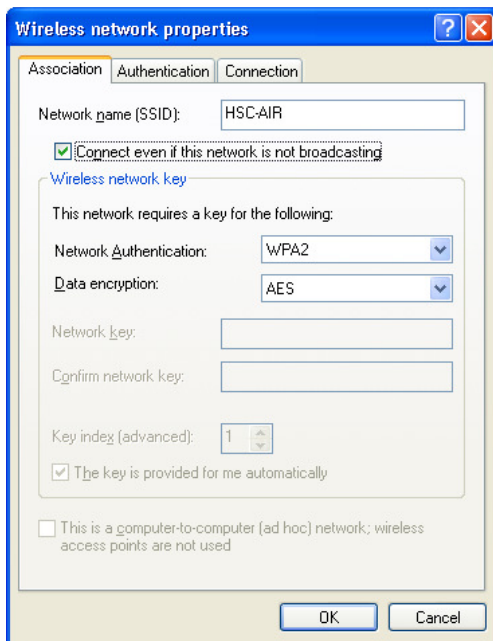 Wireless network properties
Association Authentication Connection
Network name (SSID): HSC-AIR
Connect even if this network is not broadcasting
Wireless network key
This network requires a key for the following:
Network Authentication: WPA2
Data encryption: AES
Network key:
Confirm network key:
Key index (advanced): 1
The key is provided for me automatically
This is a computer-to-computer (ad hoc) network; wireless
access points are not used
OK Cancel